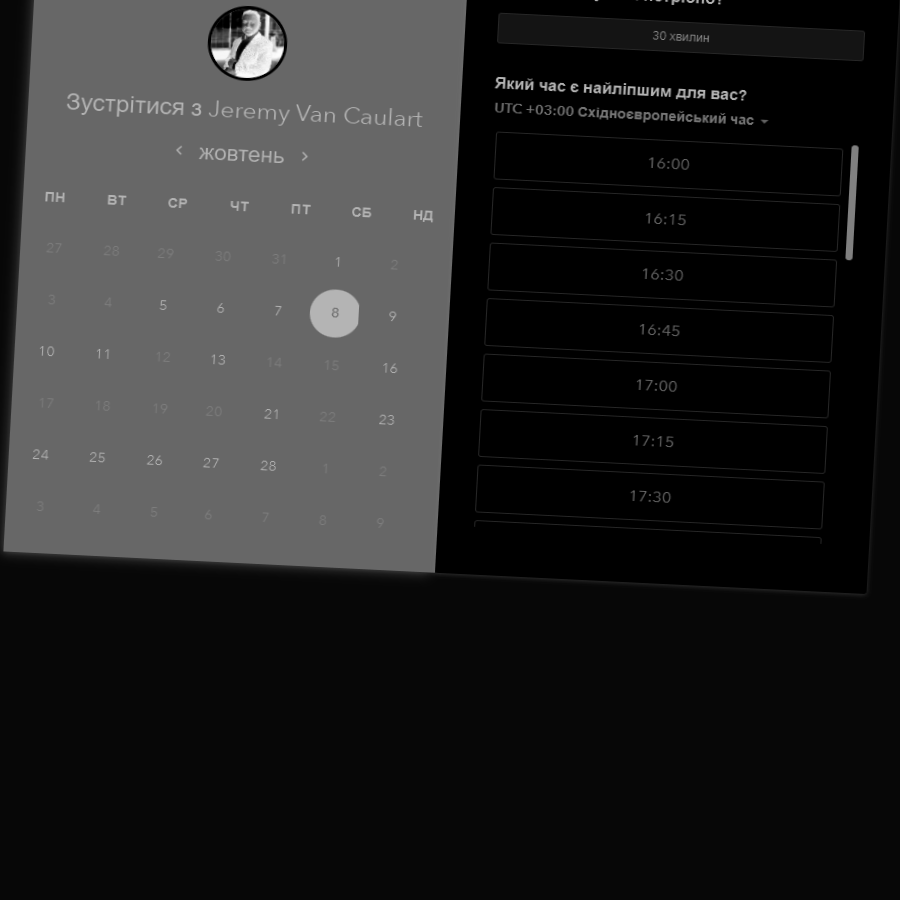 Зустрітися з Jeremy Van Caulart
жовтень
ПН ВТ СР ЧТ ПТ СБ НД
27 28 29 30 31 1 2
3 4 5 6 7 8 9
10 11 12 13 14 15 16
17 18 19 20 21 22 23
24 25 26 27 28 1 2
3 4 5 6 7 8 9
30 хвилин
Який час є найліпшим для вас?
UTC +03:00 Східноєвропейський час
16:00
16:15
16:30
16:45
17:00
17:15
17:30